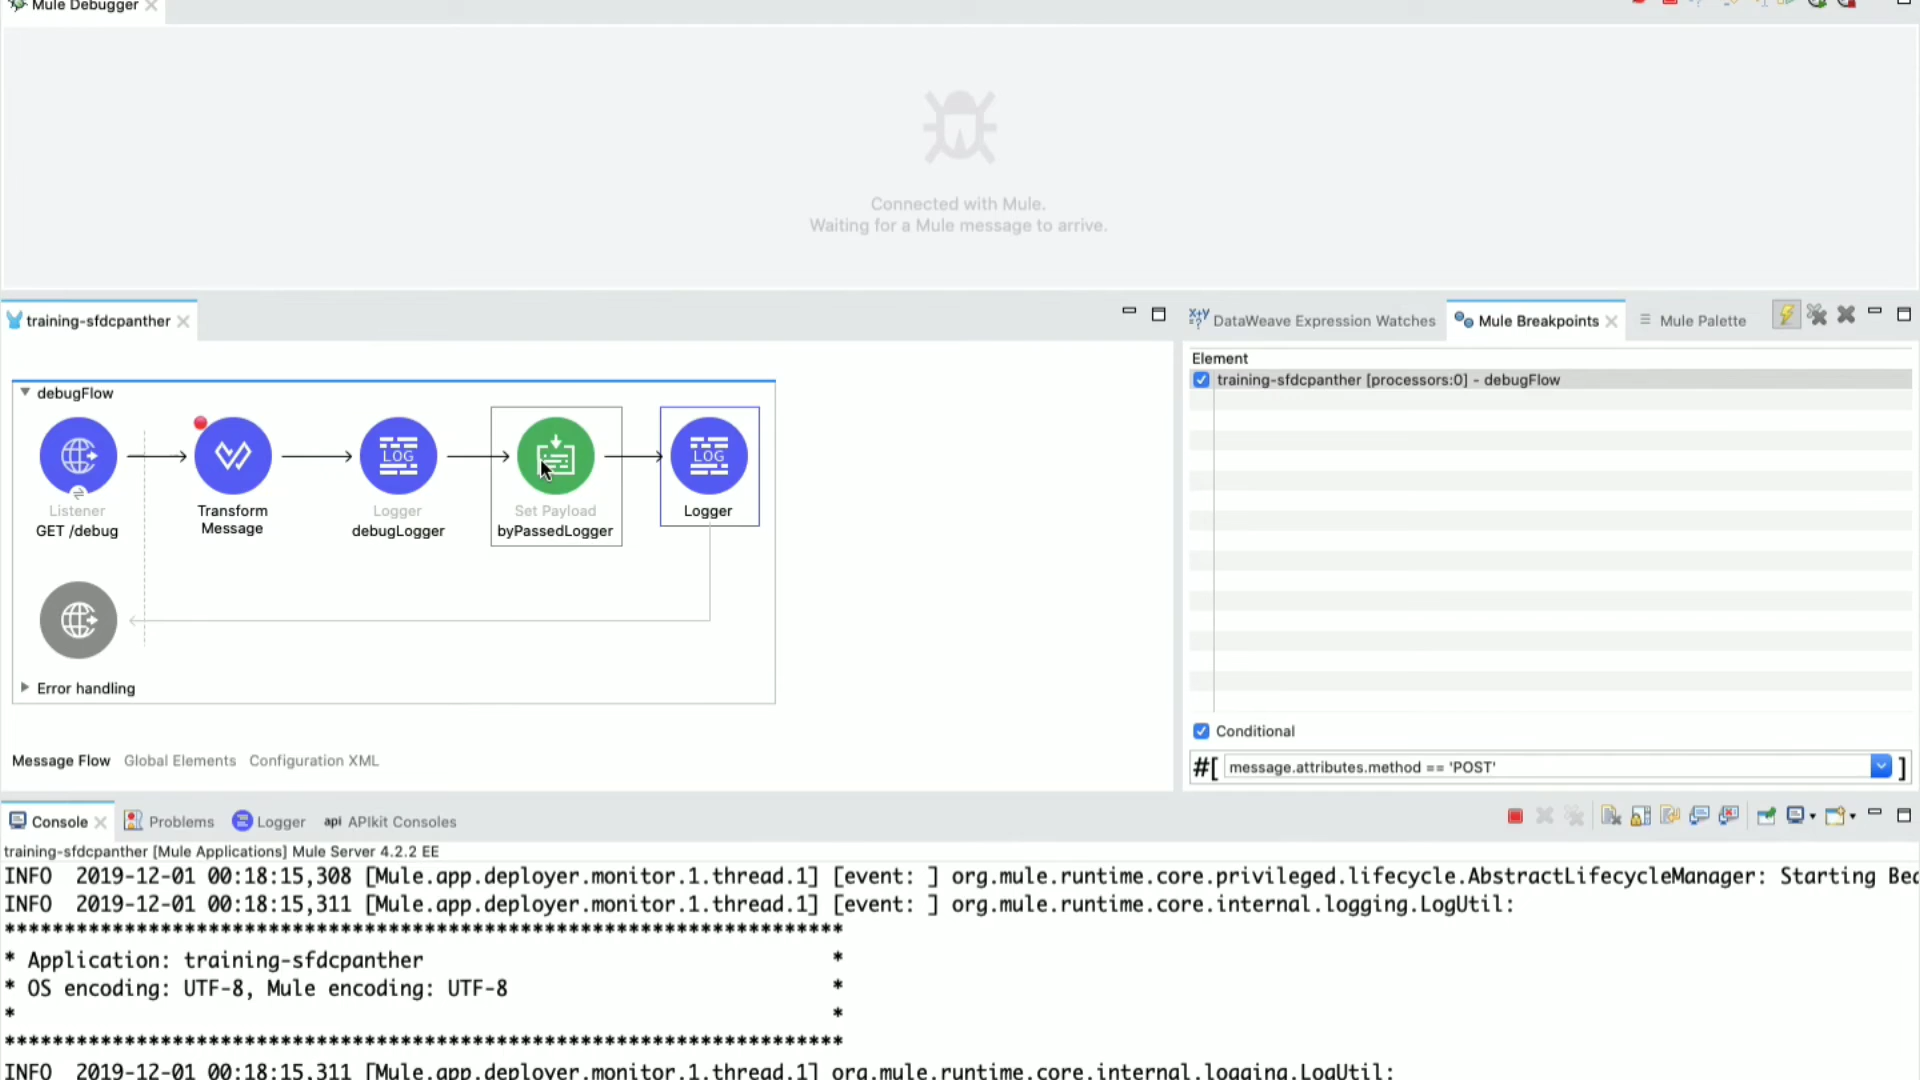 Mule Debugger
Connected with Mule.
Waiting for a Mule message to arrive.
training-sfdcpanther
DataWeave Expression Watches
Mule Breakpoints
Mule Palette
Element
training-sfdcpanther [processors:0] - debugFlow
debugFlow
LOG
LOG
Listener
GET /debug
Transform
Message
Logger
debugLogger
Set Payload
byPassedLogger
Logger
Error handling
Conditional
#[ message.attributes.method == 'POST' ]
Message Flow Global Elements Configuration XML
Console Problems Logger api APIkit Consoles
training-sfdcpanther [Mule Applications] Mule Server 4.2.2 EE
INFO 2019-12-01 00:18:15,308 [Mule.app.deployer.monitor.1.thread.1] [event: ] org.mule.runtime.core.privileged.lifecycle.AbstractLifecycleManager: Starting Bea
INFO 2019-12-01 00:18:15,311 [Mule.app.deployer.monitor.1.thread.1] [event: ] org.mule.runtime.core.internal.logging.LogUtil:
**********************************************************************
* Application: training-sfdcpanther *
* OS encoding: UTF-8, Mule encoding: UTF-8 *
* *
**********************************************************************
INFO 2019-12-01 00:18:15,311 [Mule.app.deployer.monitor.1.thread.1] org.mule.runtime.core.internal.logging.LogUtil: